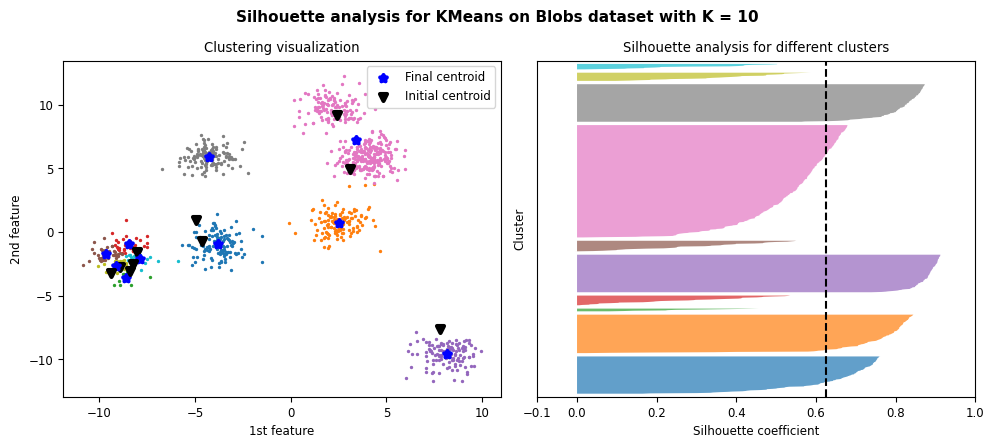 Silhouette analysis for KMeans on Blobs dataset with K = 10
Clustering visualization
Final centroid
Initial centroid
10
5
0
−5
−10
2nd feature
−10
−5
0
5
10
1st feature
Silhouette analysis for different clusters
Cluster
−0.1
0.0
0.2
0.4
0.6
0.8
1.0
Silhouette coefficient